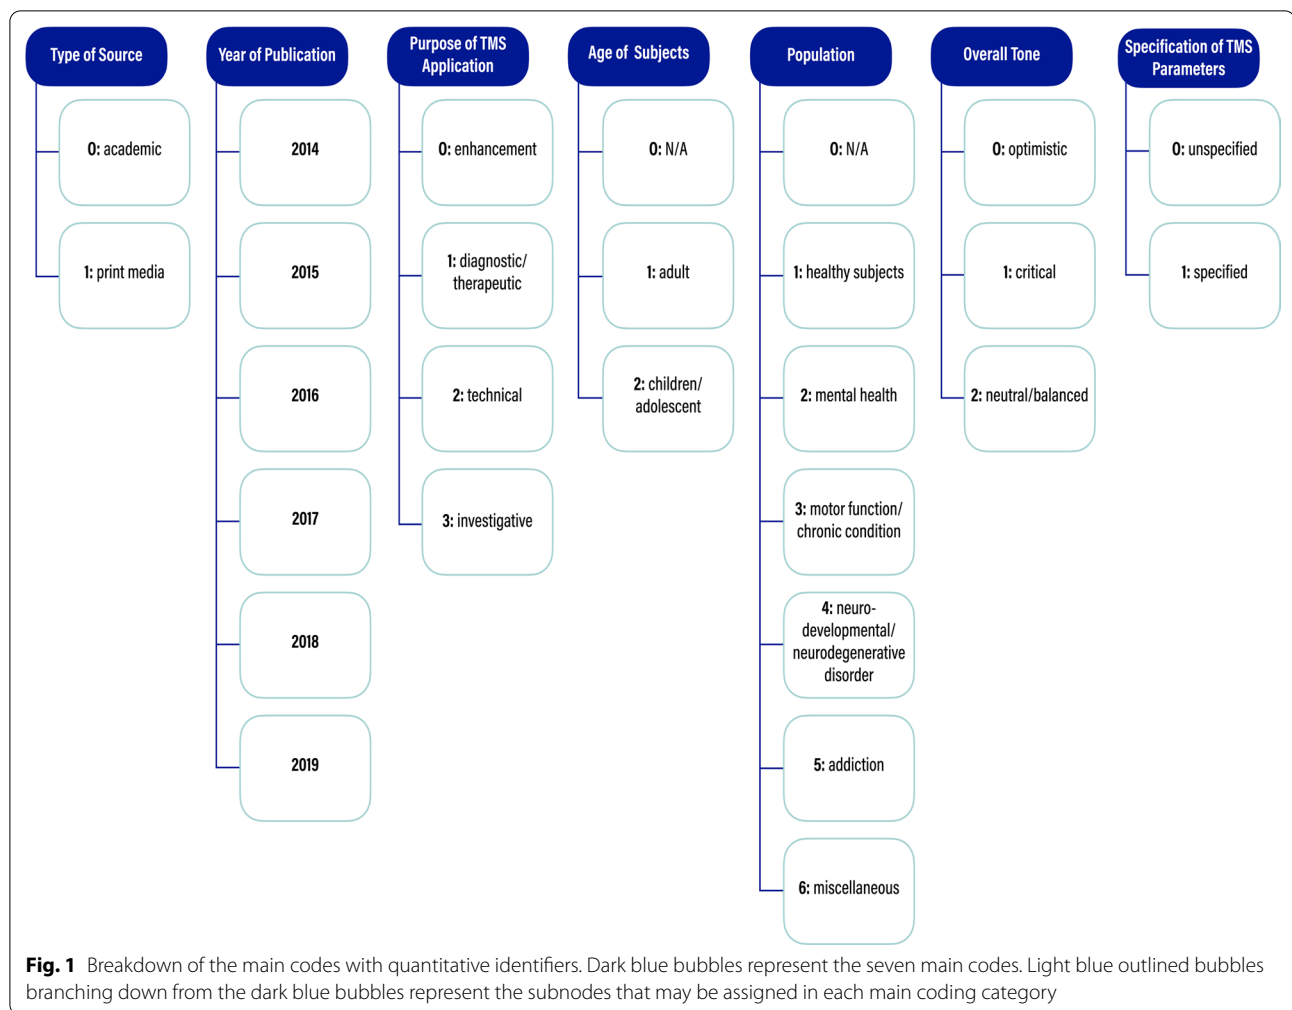 Type of Source
0: academic
1: print media
Year of Publication
2014
2015
2016
2017
2018
2019
Purpose of TMS
Application
0: enhancement
1: diagnostic/
therapeutic
2: technical
3: investigative
Age of Subjects
0: N/A
1: adult
2: children/
adolescent
Population
0: N/A
1: healthy subjects
2: mental health
3: motor function/
chronic condition
4: neuro-
developmental/
neurodegenerative
disorder
5: addiction
6: miscellaneous
Overall Tone
0: optimistic
1: critical
2: neutral/balanced
Specification of TMS
Parameters
0: unspecified
1: specified
Fig. 1 Breakdown of the main codes with quantitative identifiers. Dark blue bubbles represent the seven main codes. Light blue outlined bubbles
branching down from the dark blue bubbles represent the subnodes that may be assigned in each main coding category